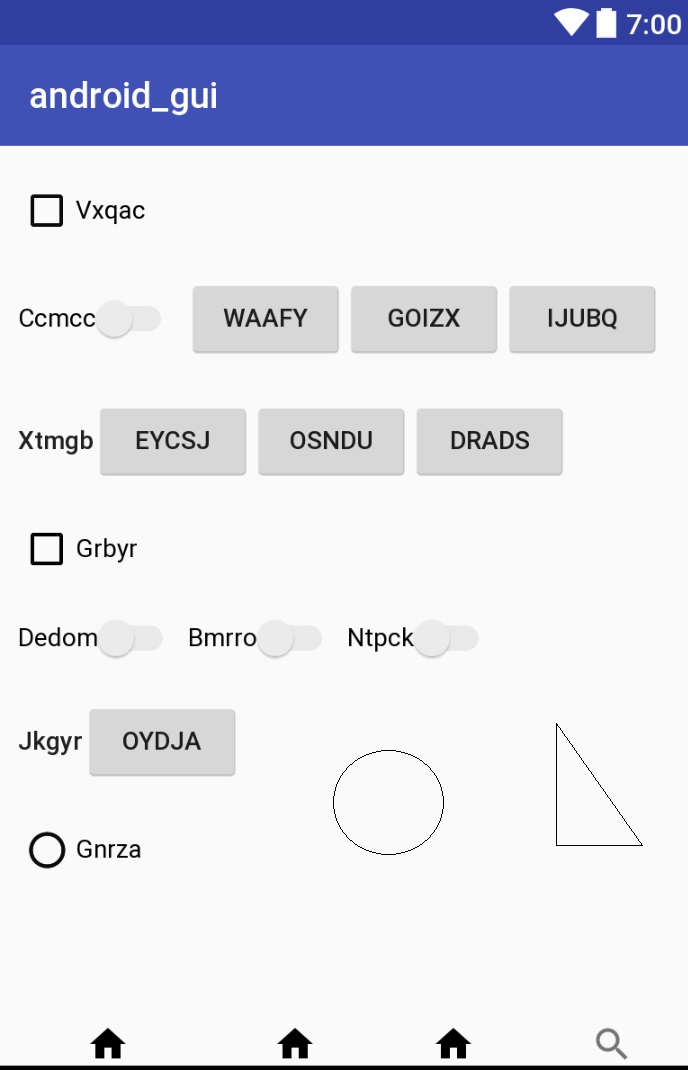 7:00
android_gui
Vxqac
Ccmcc WAAFY GOIZX IJUBQ
Xtmgb EYCSJ OSNDU DRADS
Grbyr
Dedom Bmrro Ntpck
Jkgyr OYDJA
Gnrza